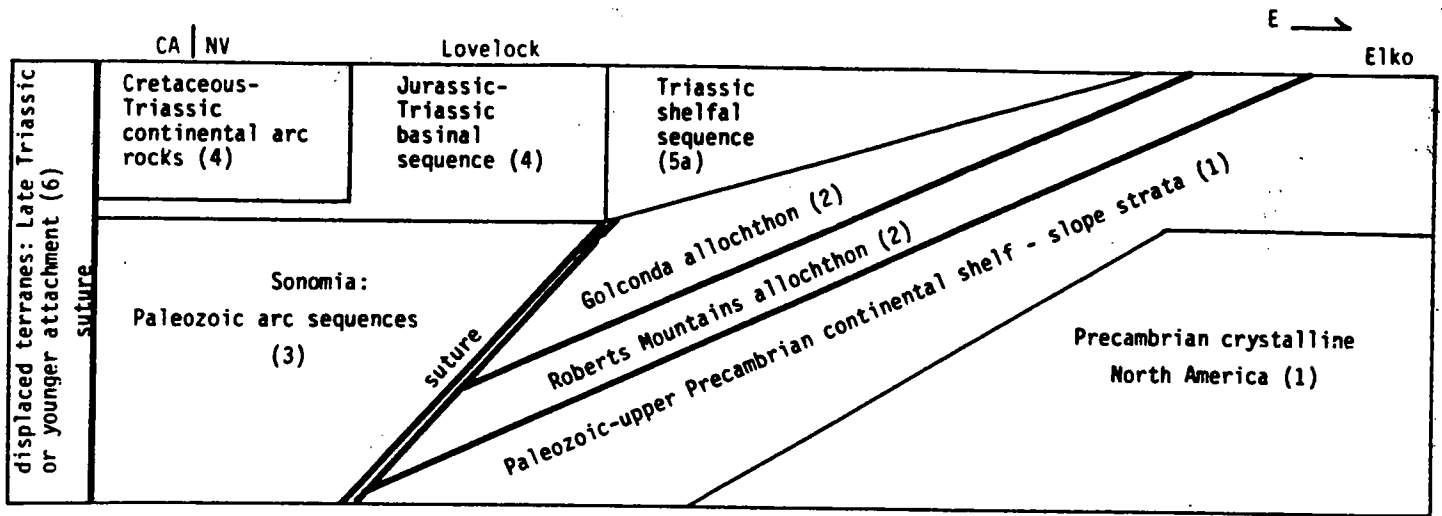 E
CA | NV
Lovelock
Elko
displaced terranes: Late Triassic
or younger attachment (6)
suture
Cretaceous-
Triassic
continental arc
rocks (4)
Jurassic-
Triassic
basinal
sequence (4)
Triassic
shelfal
sequence
(5a)
Sonomia:
Paleozoic arc sequences
(3)
suture
Golconda allochthon (2)
Roberts Mountains allochthon (2)
Paleozoic-upper Precambrian continental shelf - slope strata (1)
Precambrian crystalline
North America (1)